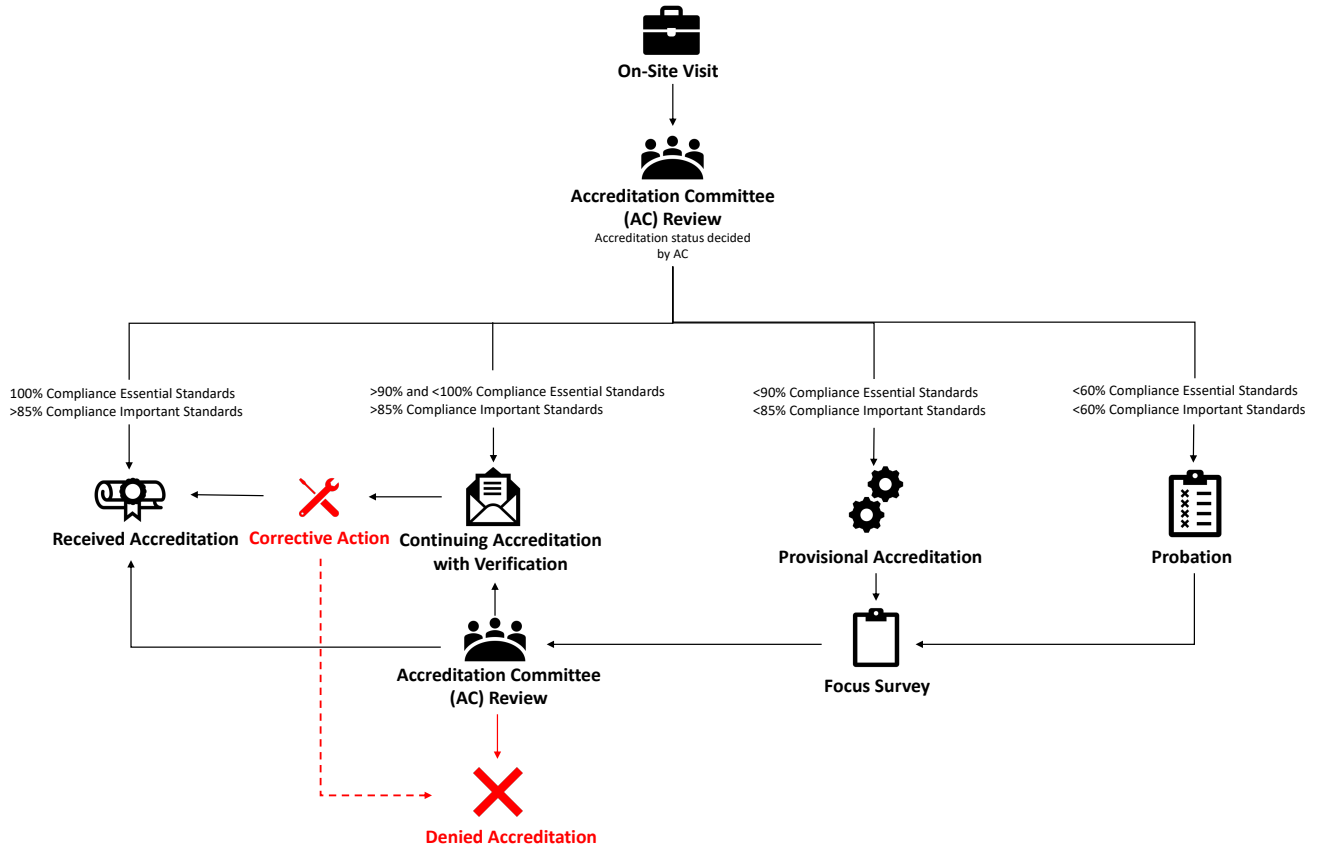 On-Site Visit
Accreditation Committee
(AC) Review
Accreditation status decided
by AC
100% Compliance Essential Standards
>85% Compliance Important Standards
>90% and <100% Compliance Essential Standards
>85% Compliance Important Standards
<90% Compliance Essential Standards
<85% Compliance Important Standards
<60% Compliance Essential Standards
<60% Compliance Important Standards
Received Accreditation
Corrective Action
Continuing Accreditation
with Verification
Provisional Accreditation
Probation
Accreditation Committee
(AC) Review
Focus Survey
Denied Accreditation